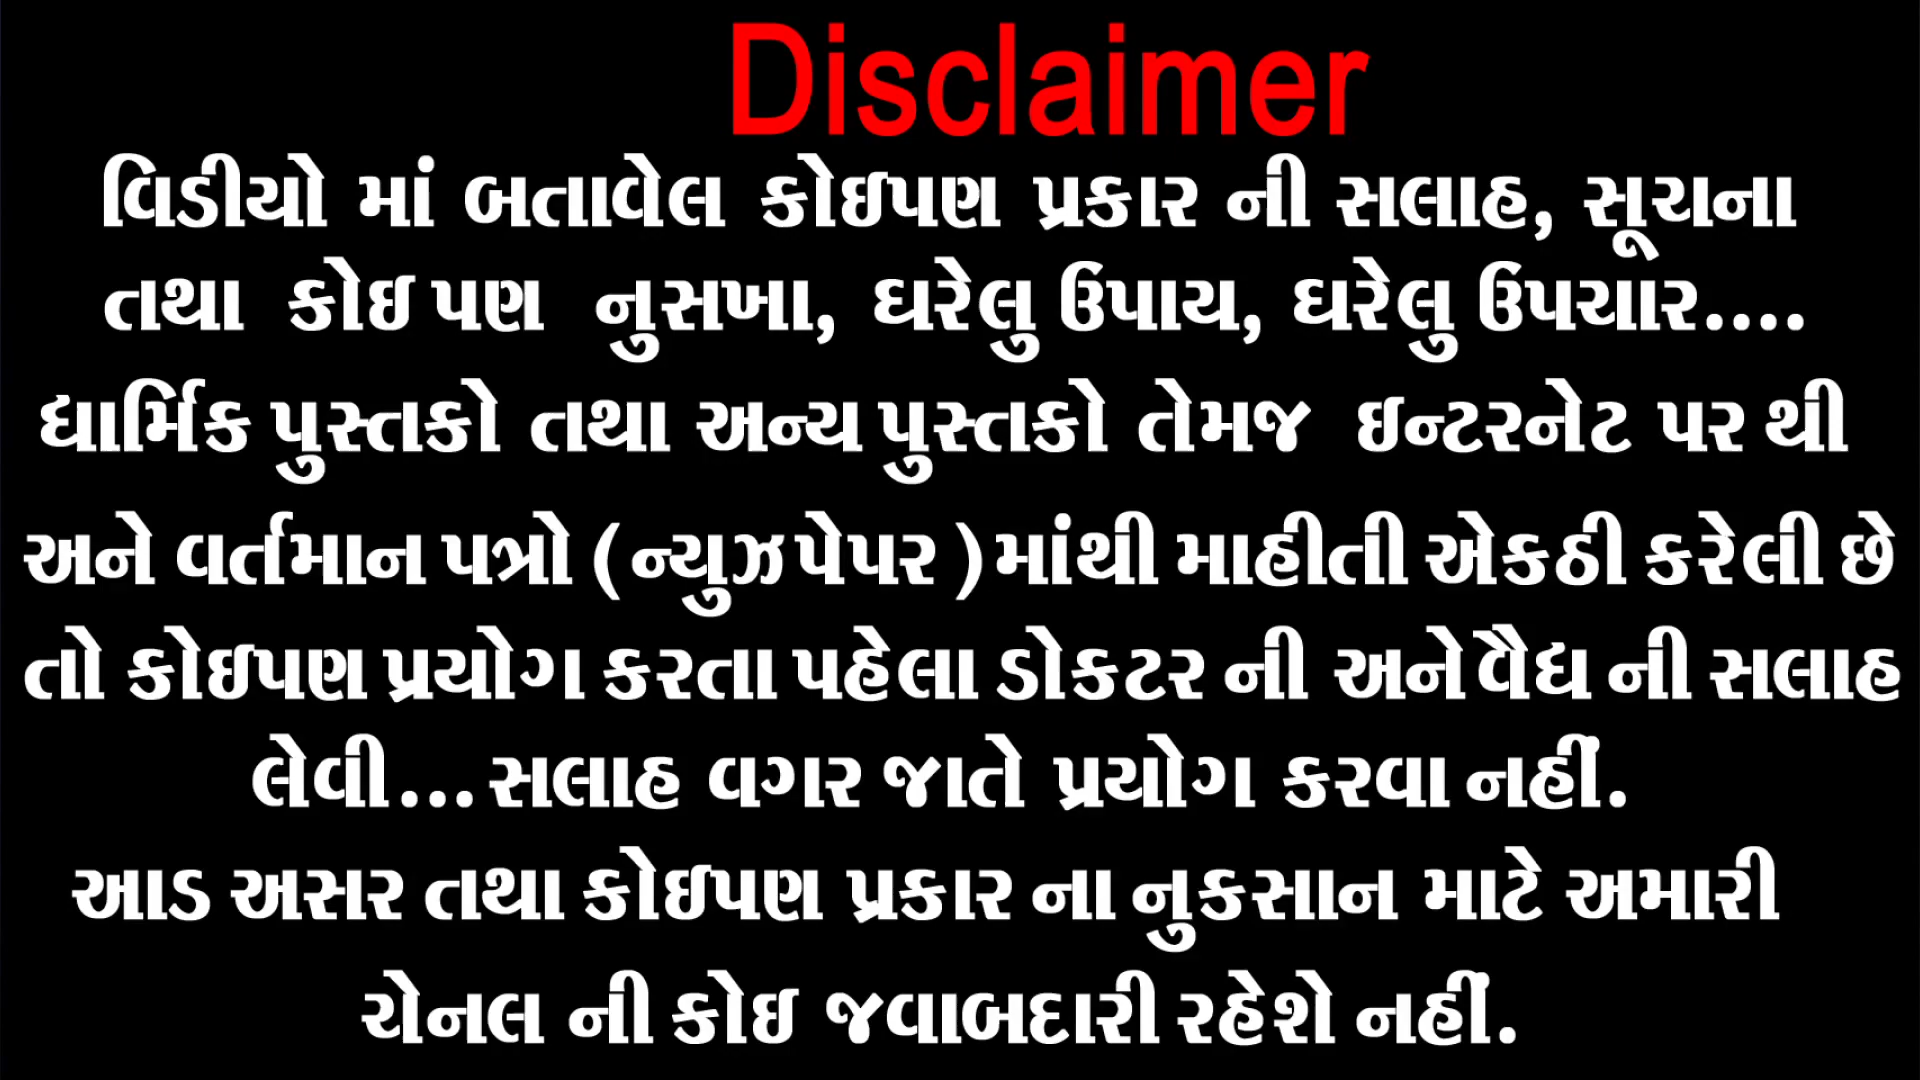 Disclaimer
વિડીયો માં બતાવેલ કોઇપણ પ્રકાર ની સલાહ, સૂચના
તથા કોઇ પણ નુસખા, ઘરેલુ ઉપાય, ઘરેલુ ઉપચાર....
ધાર્મિક પુસ્તકો તથા અન્ય પુસ્તકો તેમજ ઇન્ટરનેટ પર થી
અને વર્તમાન પત્રો ( ન્યુઝ પેપર ) માંથી માહીતી એકઠી કરેલી છે
તો કોઇપણ પ્રયોગ કરતા પહેલા ડોકટર ની અને વૈદ્ય ની સલાહ
લેવી... સલાહ વગર જાતે પ્રયોગ કરવા નહીં.
આડ અસર તથા કોઇપણ પ્રકાર ના નુકસાન માટે અમારી
ચેનલ ની કોઇ જવાબદારી રહેશે નહીં.